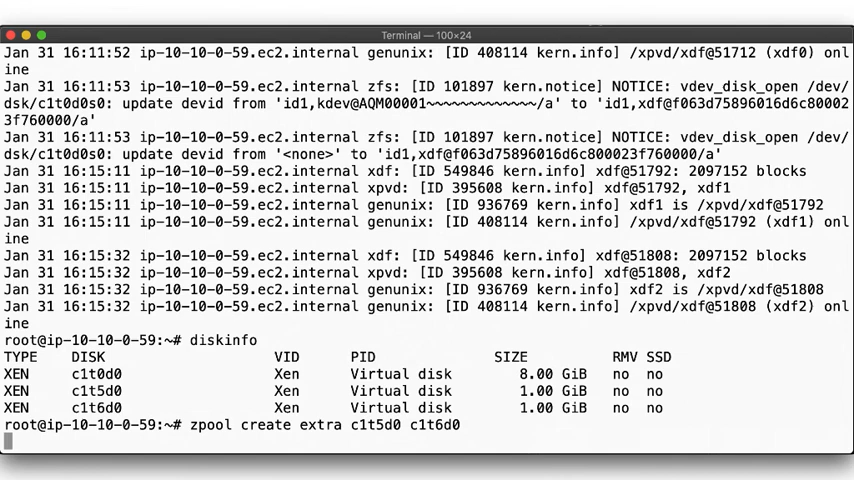 Terminal — 100×24
Jan 31 16:11:52 ip-10-10-0-59.ec2.internal genunix: [ID 408114 kern.info] /xpvd/xdf@51712 (xdf0) onl
ine
Jan 31 16:11:53 ip-10-10-0-59.ec2.internal zfs: [ID 101897 kern.notice] NOTICE: vdev_disk_open /dev/
dsk/c1t0d0s0: update devid from 'id1,kdev@AQM00001~~~~~~~~~~~~~/a' to 'id1,xdf@f063d75896016d6c80002
3f760000/a'
Jan 31 16:11:53 ip-10-10-0-59.ec2.internal zfs: [ID 101897 kern.notice] NOTICE: vdev_disk_open /dev/
dsk/c1t0d0s0: update devid from '<none>' to 'id1,xdf@f063d75896016d6c800023f760000/a'
Jan 31 16:15:11 ip-10-10-0-59.ec2.internal xdf: [ID 549846 kern.info] xdf@51792: 2097152 blocks
Jan 31 16:15:11 ip-10-10-0-59.ec2.internal xpvd: [ID 395608 kern.info] xdf@51792, xdf1
Jan 31 16:15:11 ip-10-10-0-59.ec2.internal genunix: [ID 936769 kern.info] xdf1 is /xpvd/xdf@51792
Jan 31 16:15:11 ip-10-10-0-59.ec2.internal genunix: [ID 408114 kern.info] /xpvd/xdf@51792 (xdf1) onl
ine
Jan 31 16:15:32 ip-10-10-0-59.ec2.internal xdf: [ID 549846 kern.info] xdf@51808: 2097152 blocks
Jan 31 16:15:32 ip-10-10-0-59.ec2.internal xpvd: [ID 395608 kern.info] xdf@51808, xdf2
Jan 31 16:15:32 ip-10-10-0-59.ec2.internal genunix: [ID 936769 kern.info] xdf2 is /xpvd/xdf@51808
Jan 31 16:15:32 ip-10-10-0-59.ec2.internal genunix: [ID 408114 kern.info] /xpvd/xdf@51808 (xdf2) onl
ine
root@ip-10-10-0-59:~# diskinfo
TYPE    DISK                    VID      PID              SIZE          RMV SSD
XEN     c1t0d0                  Xen      Virtual disk        8.00 GiB   no  no
XEN     c1t5d0                  Xen      Virtual disk        1.00 GiB   no  no
XEN     c1t6d0                  Xen      Virtual disk        1.00 GiB   no  no
root@ip-10-10-0-59:~# zpool create extra c1t5d0 c1t6d0